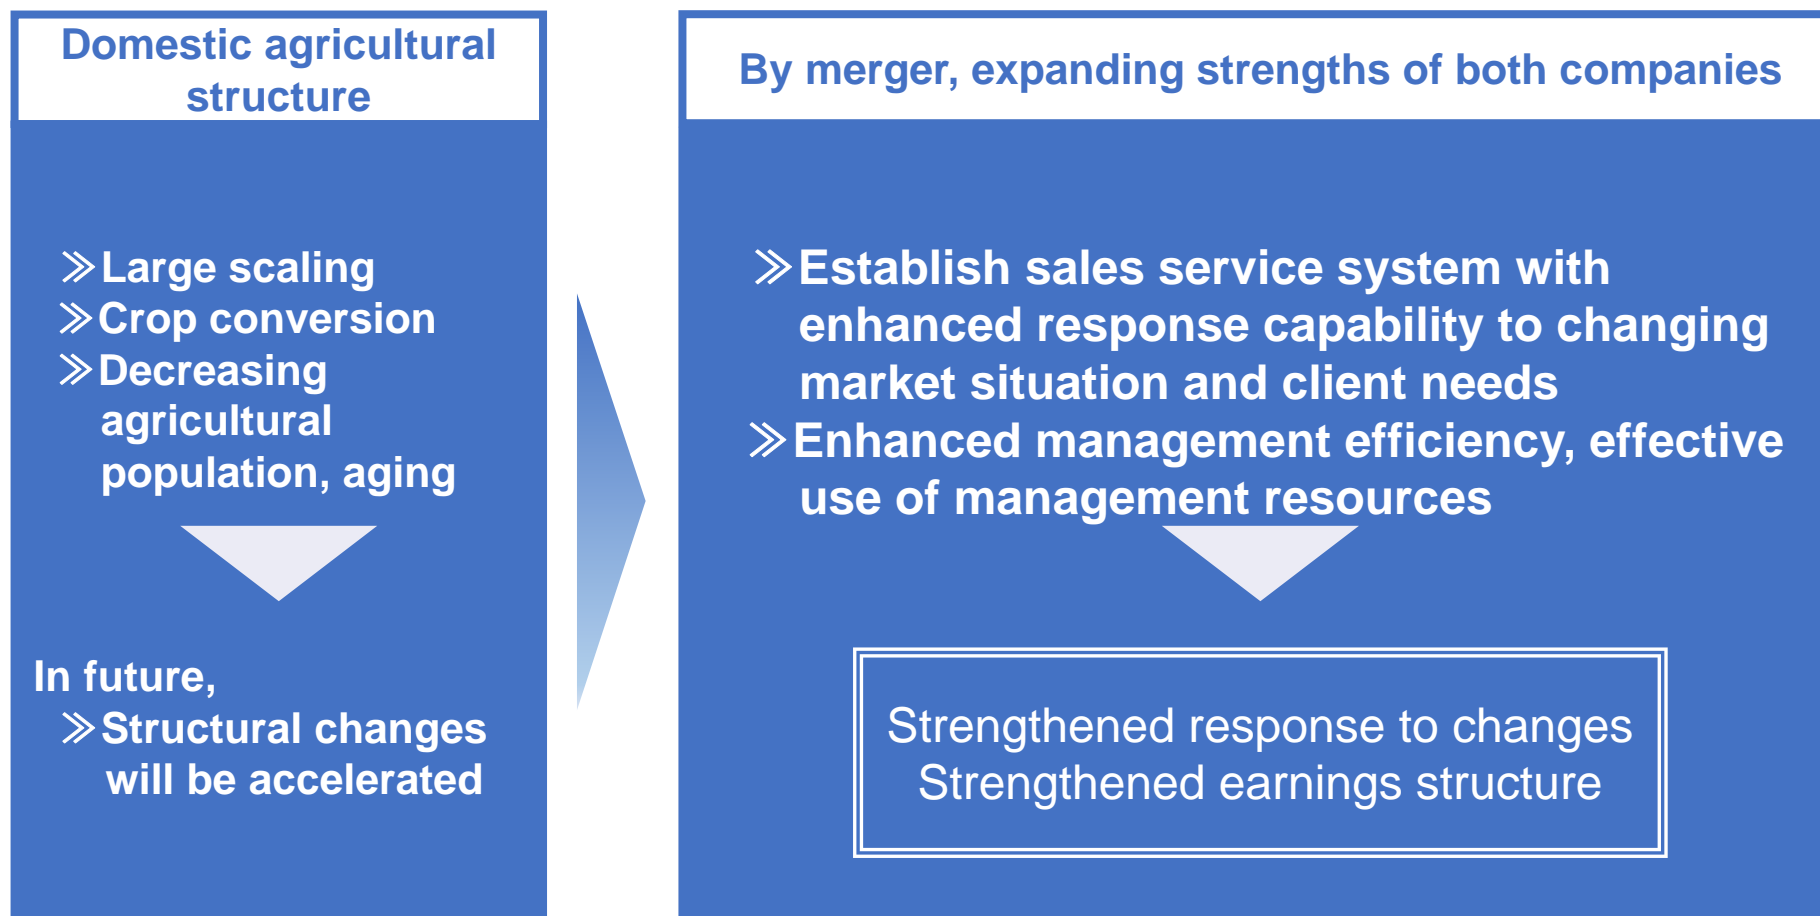 Domestic agricultural
structure
≫Large scaling
≫Crop conversion
≫Decreasing
agricultural
population, aging
In future,
≫Structural changes
will be accelerated
By merger, expanding strengths of both companies
≫Establish sales service system with
enhanced response capability to changing
market situation and client needs
≫Enhanced management efficiency, effective
use of management resources
Strengthened response to changes
Strengthened earnings structure